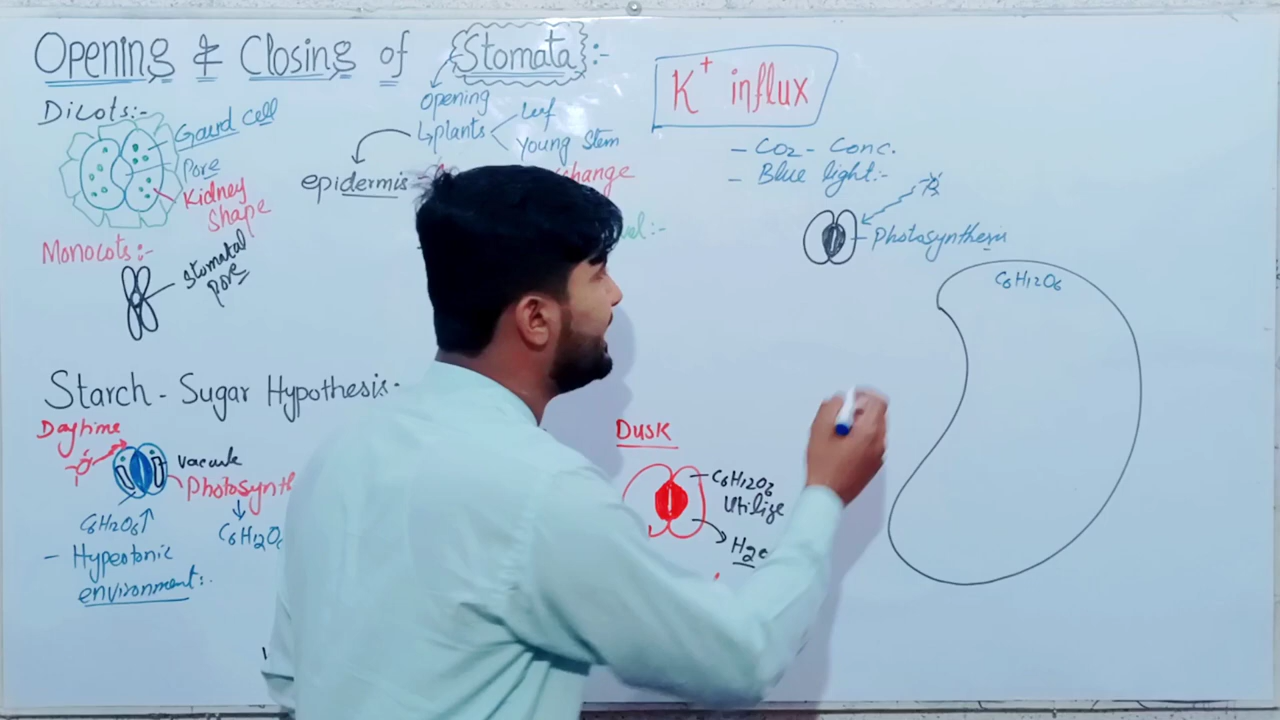 Opening & Closing of Stomata:-
Dicots:-
Gaurd cell
Pore
Kidney
Shape
Monocots:-
Stomatal
pore
opening
↳plants
leaf
young Stem
epidermis
change
K+ influx
- Co2 - Conc.
- Blue light:-
Photosynthesis
C6H12O6
Starch - Sugar Hypothesis-
Daytime
vacuole
Photosynth
C6H12O6↑
C6H12O6
- Hypeotonic
environment:-
Dusk
C6H12O6
Utilize
H2O